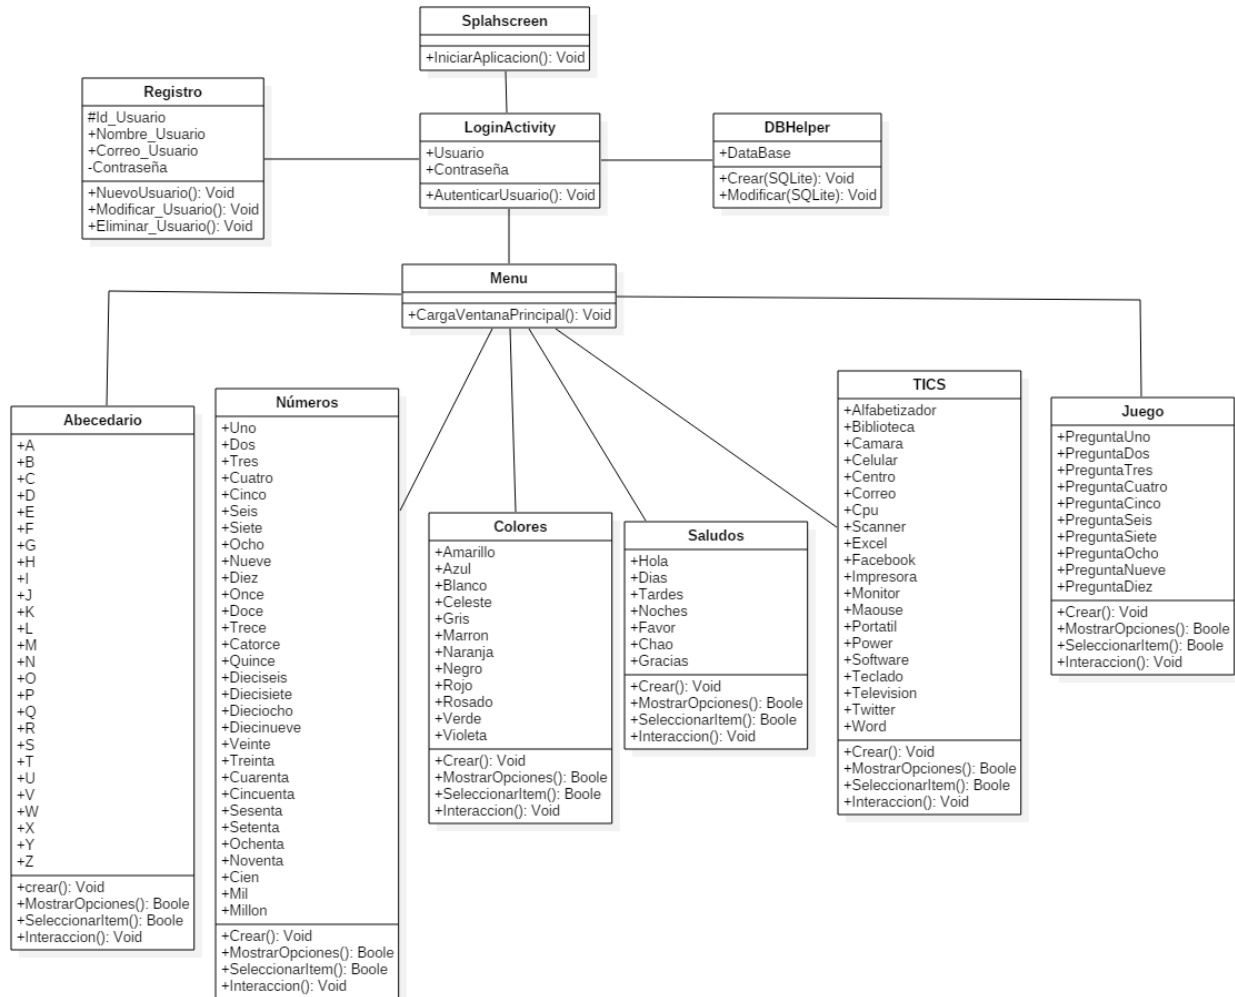 Splahscreen
+IniciarAplicacion(): Void
Registro
#Id_Usuario
+Nombre_Usuario
+Correo_Usuario
-Contraseña
+NuevoUsuario(): Void
+Modificar_Usuario(): Void
+Eliminar_Usuario(): Void
LoginActivity
+Usuario
+Contraseña
+AutenticarUsuario(): Void
DBHelper
+DataBase
+Crear(SQLite): Void
+Modificar(SQLite): Void
Menu
+CargaVentanaPrincipal(): Void
Abecedario
+A
+B
+C
+D
+E
+F
+G
+H
+I
+J
+K
+L
+M
+N
+O
+P
+Q
+R
+S
+T
+U
+V
+W
+X
+Y
+Z
+crear(): Void
+MostrarOpciones(): Boole
+SeleccionarItem(): Boole
+Interaccion(): Void
Números
+Uno
+Dos
+Tres
+Cuatro
+Cinco
+Seis
+Siete
+Ocho
+Nueve
+Diez
+Once
+Doce
+Trece
+Catorce
+Quince
+Dieciseis
+Diecisiete
+Dieciocho
+Diecinueve
+Veinte
+Treinta
+Cuarenta
+Cincuenta
+Sesenta
+Setenta
+Ochenta
+Noventa
+Cien
+Mil
+Millon
+Crear(): Void
+MostrarOpciones(): Boole
+SeleccionarItem(): Boole
+Interaccion(): Void
Colores
+Amarillo
+Azul
+Blanco
+Celeste
+Gris
+Marron
+Naranja
+Negro
+Rojo
+Rosado
+Verde
+Violeta
+Crear(): Void
+MostrarOpciones(): Boole
+SeleccionarItem(): Boole
+Interaccion(): Void
Saludos
+Hola
+Dias
+Tardes
+Noches
+Favor
+Chao
+Gracias
+Crear(): Void
+MostrarOpciones(): Boole
+SeleccionarItem(): Boole
+Interaccion(): Void
TICS
+Alfabetizador
+Biblioteca
+Camara
+Celular
+Centro
+Correo
+Cpu
+Scanner
+Excel
+Facebook
+Impresora
+Monitor
+Maouse
+Portatil
+Power
+Software
+Teclado
+Television
+Twitter
+Word
+Crear(): Void
+MostrarOpciones(): Boole
+SeleccionarItem(): Boole
+Interaccion(): Void
Juego
+PreguntaUno
+PreguntaDos
+PreguntaTres
+PreguntaCuatro
+PreguntaCinco
+PreguntaSeis
+PreguntaSiete
+PreguntaOcho
+PreguntaNueve
+PreguntaDiez
+Crear(): Void
+MostrarOpciones(): Boole
+SeleccionarItem(): Boole
+Interaccion(): Void